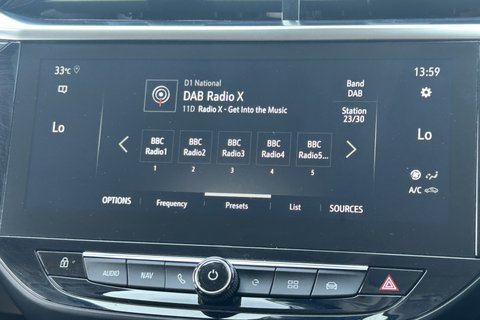 33°C
13:59
D1 National
DAB Radio X
11D Radio X - Get Into the Music
Band
DAB
Station
23/30
Lo
Lo
BBC
Radio1
BBC
Radio2
BBC
Radio3
BBC
Radio4
BBC
Radio5...
1
2
3
4
5
A/C
OPTIONS
Frequency
Presets
List
SOURCES
AUDIO
NAV